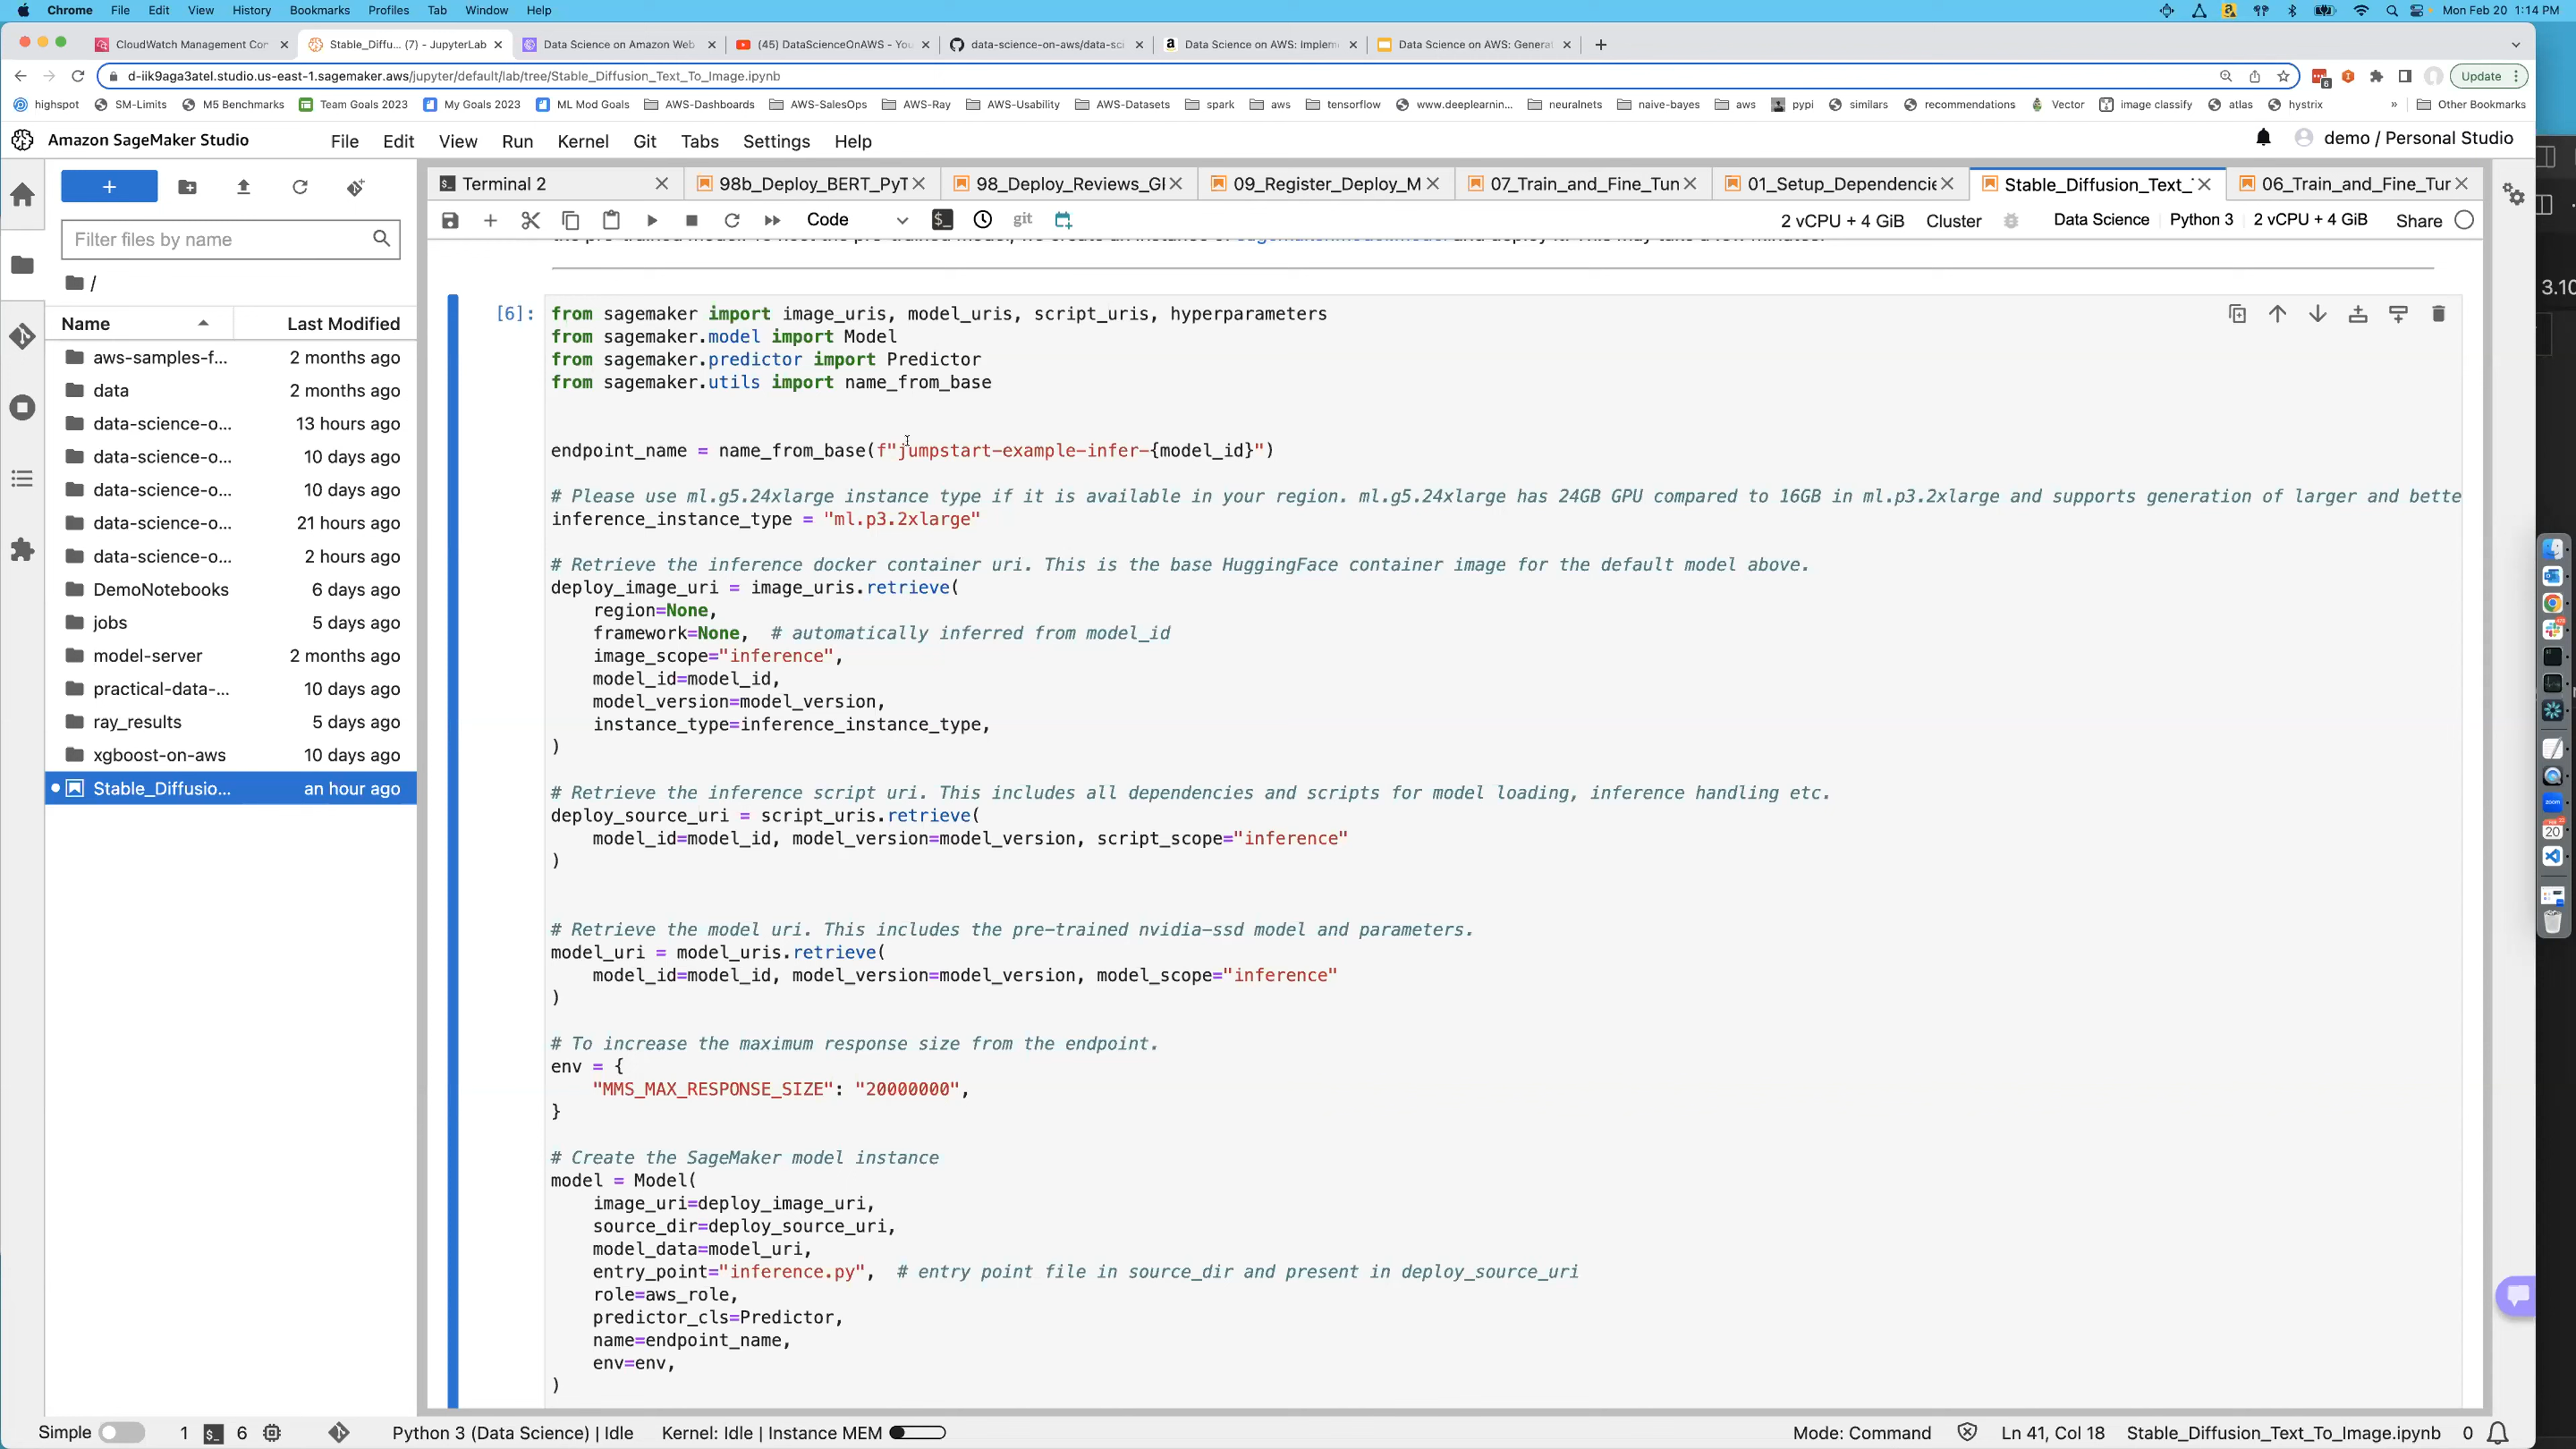 Chrome File Edit View History Bookmarks Profiles Tab Window Help Mon Feb 20 1:14 PM
CloudWatch Management Con Stable_Diffu... (7) - JupyterLab Data Science on Amazon Web (45) DataScienceOnAWS - You data-science-on-aws/data-sci Data Science on AWS: Implem Data Science on AWS: Genera
d-iik9aga3atel.studio.us-east-1.sagemaker.aws/jupyter/default/lab/tree/Stable_Diffusion_Text_To_Image.ipynb Update
highspot SM-Limits M5 Benchmarks Team Goals 2023 My Goals 2023 ML Mod Goals AWS-Dashboards AWS-SalesOps AWS-Ray AWS-Usability AWS-Datasets spark aws tensorflow www.deeplearnin... neuralnets naive-bayes aws pypi similars recommendations Vector image classify atlas hystrix » Other Bookmarks
Amazon SageMaker Studio File Edit View Run Kernel Git Tabs Settings Help demo / Personal Studio
Terminal 2 98b_Deploy_BERT_PyT 98_Deploy_Reviews_GI 09_Register_Deploy_M 07_Train_and_Fine_Tun 01_Setup_Dependencie Stable_Diffusion_Text_ 06_Train_and_Fine_Tur
Code git 2 vCPU + 4 GiB Cluster Data Science Python 3 2 vCPU + 4 GiB Share
Filter files by name
/
Name Last Modified
aws-samples-f... 2 months ago
data 2 months ago
data-science-o... 13 hours ago
data-science-o... 10 days ago
data-science-o... 10 days ago
data-science-o... 21 hours ago
data-science-o... 2 hours ago
DemoNotebooks 6 days ago
jobs 5 days ago
model-server 2 months ago
practical-data-... 10 days ago
ray_results 5 days ago
xgboost-on-aws 10 days ago
Stable_Diffusio... an hour ago
[6]:
from sagemaker import image_uris, model_uris, script_uris, hyperparameters
from sagemaker.model import Model
from sagemaker.predictor import Predictor
from sagemaker.utils import name_from_base
endpoint_name = name_from_base(f"jumpstart-example-infer-{model_id}")
# Please use ml.g5.24xlarge instance type if it is available in your region. ml.g5.24xlarge has 24GB GPU compared to 16GB in ml.p3.2xlarge and supports generation of larger and bette
inference_instance_type = "ml.p3.2xlarge"
# Retrieve the inference docker container uri. This is the base HuggingFace container image for the default model above.
deploy_image_uri = image_uris.retrieve(
region=None,
framework=None, # automatically inferred from model_id
image_scope="inference",
model_id=model_id,
model_version=model_version,
instance_type=inference_instance_type,
)
# Retrieve the inference script uri. This includes all dependencies and scripts for model loading, inference handling etc.
deploy_source_uri = script_uris.retrieve(
model_id=model_id, model_version=model_version, script_scope="inference"
)
# Retrieve the model uri. This includes the pre-trained nvidia-ssd model and parameters.
model_uri = model_uris.retrieve(
model_id=model_id, model_version=model_version, model_scope="inference"
)
# To increase the maximum response size from the endpoint.
env = {
"MMS_MAX_RESPONSE_SIZE": "20000000",
}
# Create the SageMaker model instance
model = Model(
image_uri=deploy_image_uri,
source_dir=deploy_source_uri,
model_data=model_uri,
entry_point="inference.py", # entry point file in source_dir and present in deploy_source_uri
role=aws_role,
predictor_cls=Predictor,
name=endpoint_name,
env=env,
)
3.10
Simple 1 6 Python 3 (Data Science) | Idle Kernel: Idle | Instance MEM Mode: Command Ln 41, Col 18 Stable_Diffusion_Text_To_Image.ipynb 0